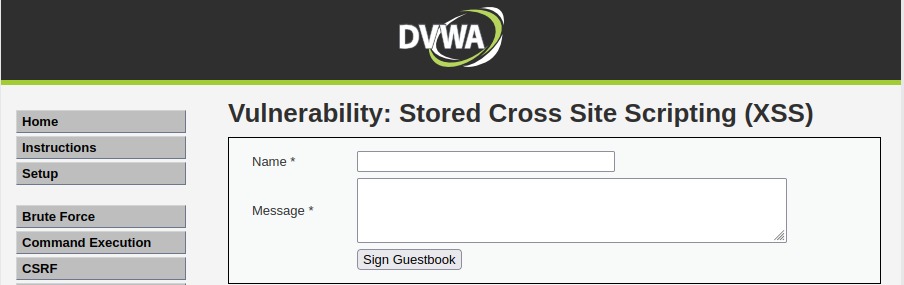 DVWA
Vulnerability: Stored Cross Site Scripting (XSS)
Home
Instructions
Setup
Brute Force
Command Execution
CSRF
Name *
Message *
Sign Guestbook